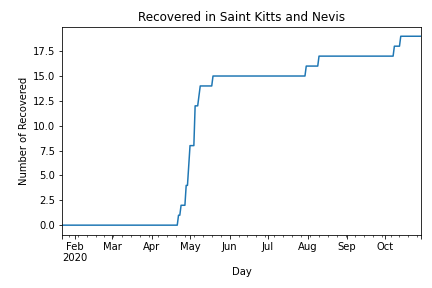 Recovered in Saint Kitts and Nevis
Number of Recovered
17.5
15.0
12.5
10.0
7.5
5.0
2.5
0.0
Feb Mar Apr May Jun Jul Aug Sep Oct
2020
Day